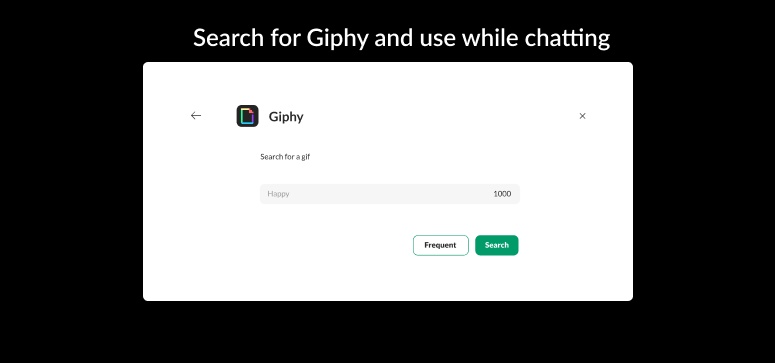 Search for Giphy and use while chatting
Giphy
Search for a gif
Happy 1000
Frequent Search